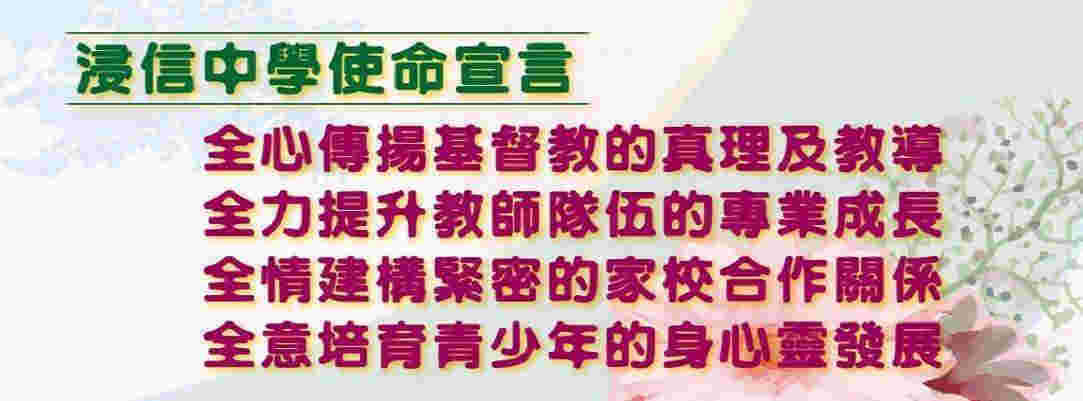 浸信中學使命宣言
全心傳揚基督教的真理及教導
全力提升教師隊伍的專業成長
全情建構緊密的家校合作關係
全意培育青少年的身心靈發展